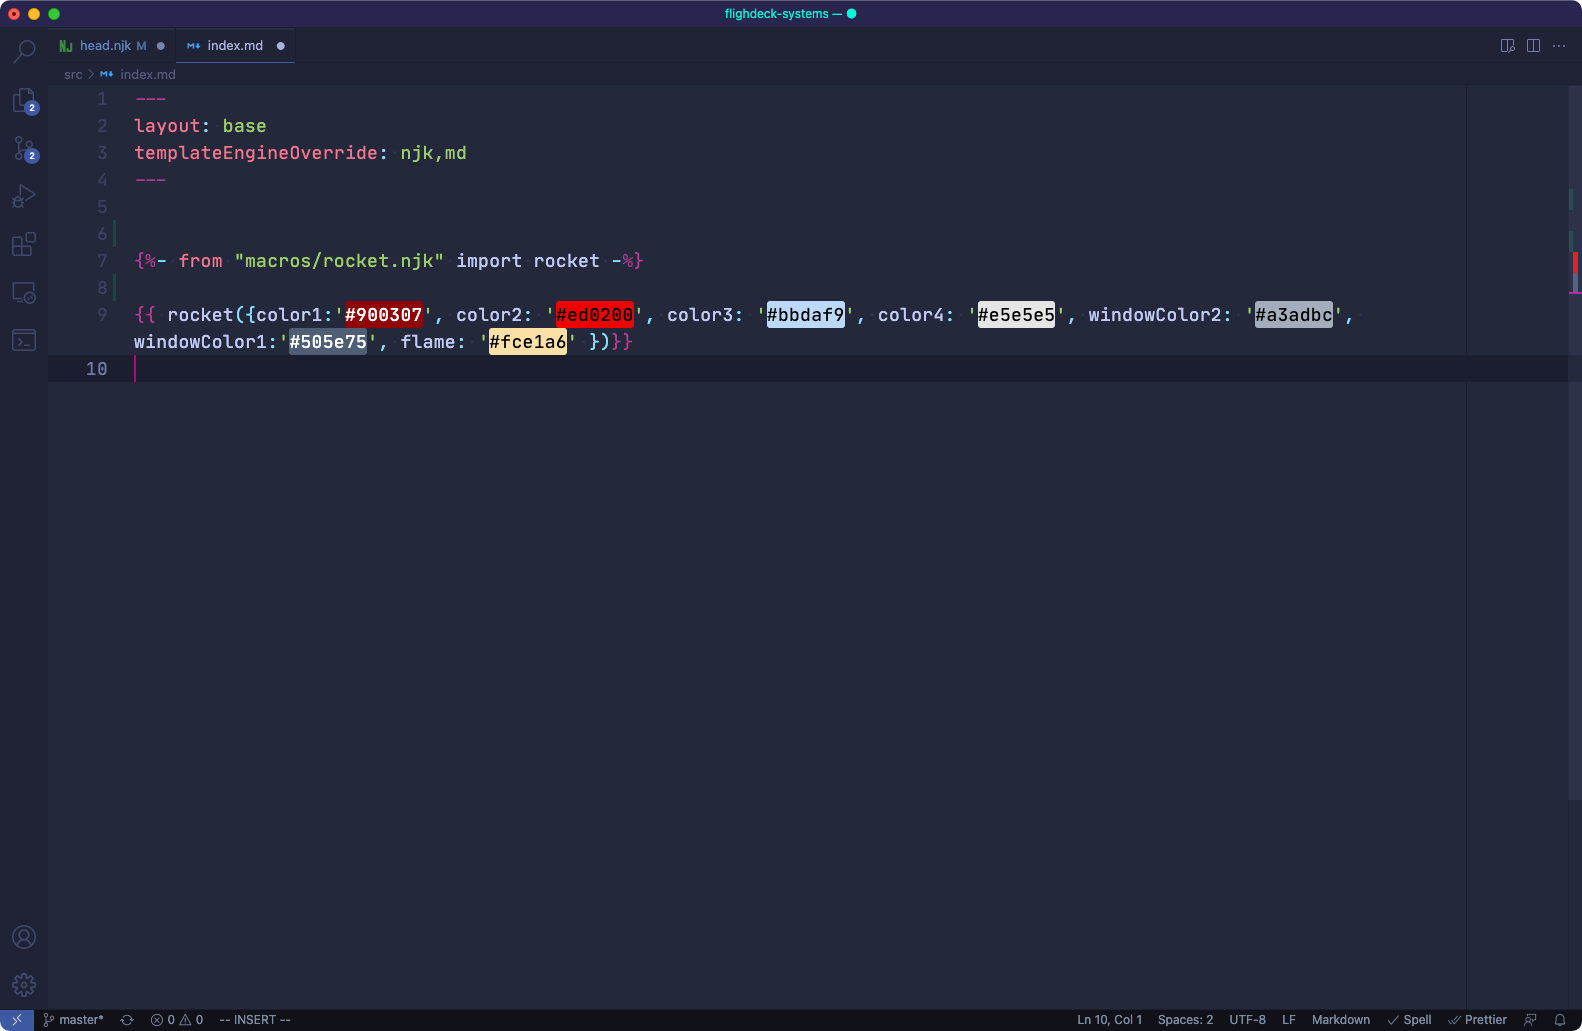 flighdeck-systems —
head.njk M
index.md
src > index.md
2
2
1 ---
2 layout: base
3 templateEngineOverride: njk,md
4 ---
5
6
7 {%- from "macros/rocket.njk" import rocket -%}
8
9 {{ rocket({color1:'#900307', color2: '#ed0200', color3: '#bbdaf9', color4: '#e5e5e5', windowColor2: '#a3adbc',
windowColor1:'#505e75', flame: '#fce1a6' })}}
10
master* 0 0 -- INSERT -- Ln 10, Col 1 Spaces: 2 UTF-8 LF Markdown Spell Prettier